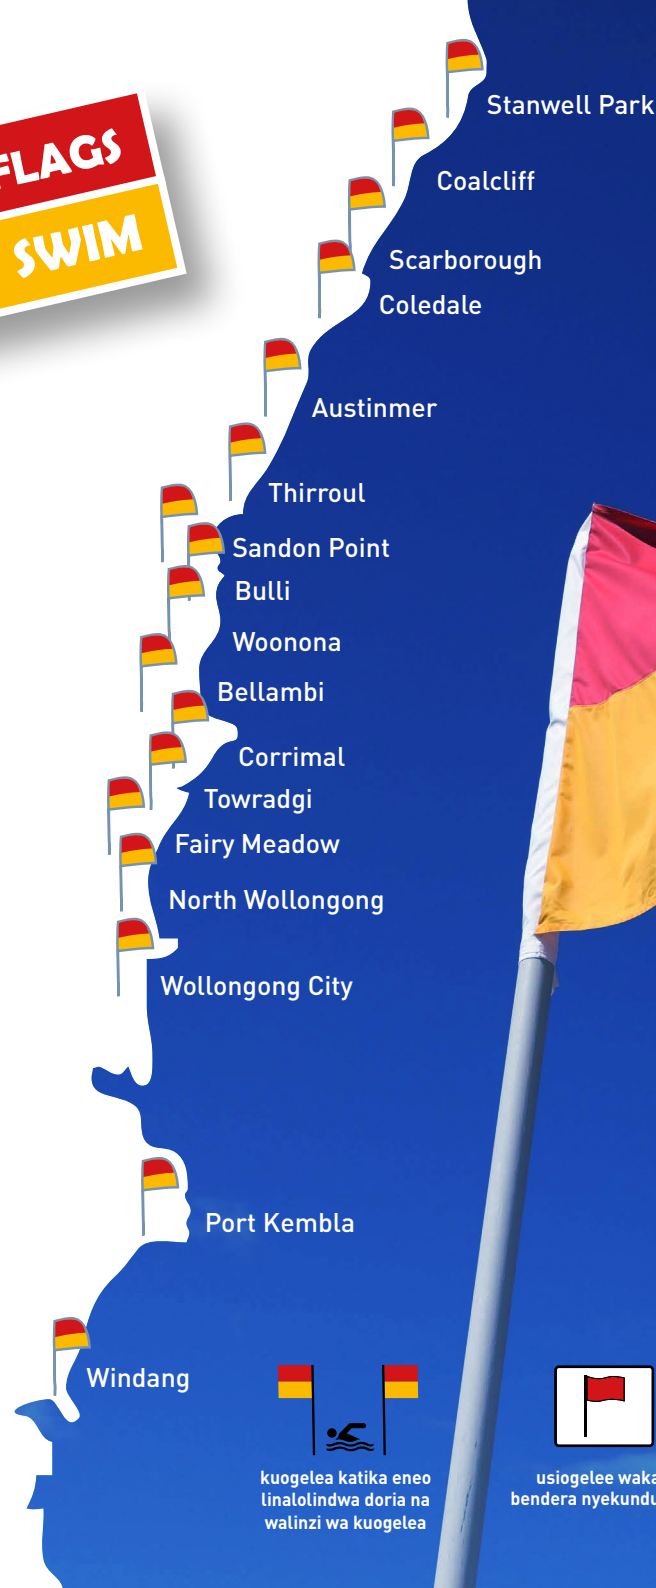 FLAGS
SWIM
Stanwell Park
Coalcliff
Scarborough
Coledale
Austinmer
Thirroul
Sandon Point
Bulli
Woonona
Bellambi
Corrimal
Towradgi
Fairy Meadow
North Wollongong
Wollongong City
Port Kembla
Windang
kuogelea katika eneo
linalolindwa doria na
walinzi wa kuogelea
usiogelee
bendera